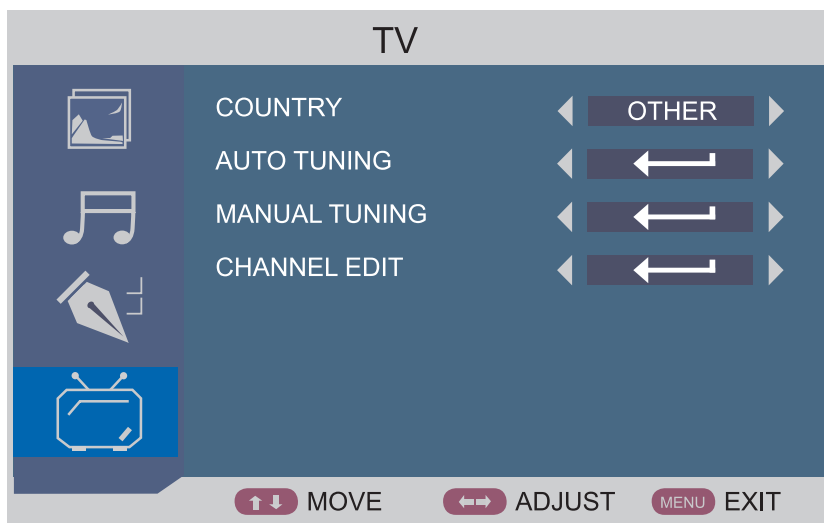 TV
COUNTRY OTHER
AUTO TUNING
MANUAL TUNING
CHANNEL EDIT
MOVE ADJUST MENU EXIT